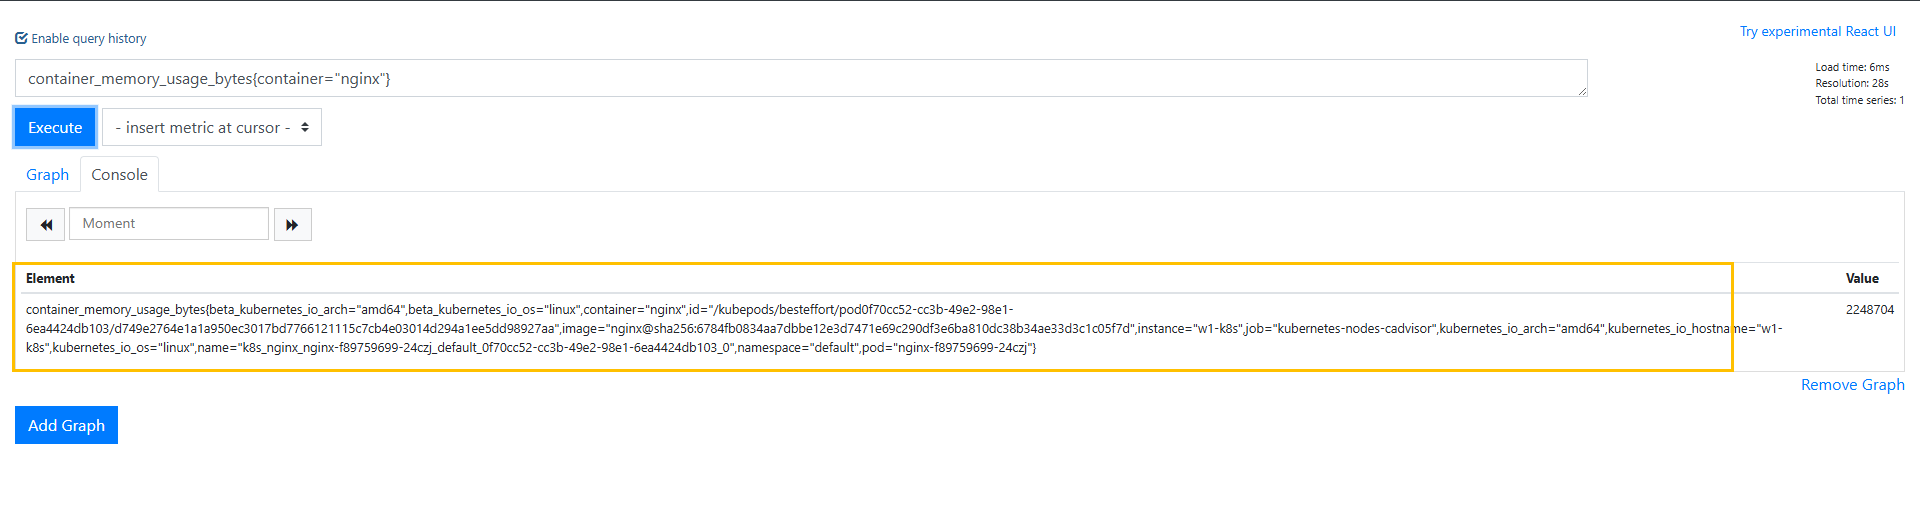 Enable query history
Try experimental React UI
container_memory_usage_bytes{container="nginx"}
Load time: 6ms
Resolution: 28s
Total time series: 1
Execute
- insert metric at cursor -
Graph
Console
Moment
Element
Value
container_memory_usage_bytes{beta_kubernetes_io_arch="amd64",beta_kubernetes_io_os="linux",container="nginx",id="/kubepods/besteffort/pod0f70cc52-cc3b-49e2-98e1-
2248704
6ea4424db103/d749e2764e1a1a950ec3017bd7766121115c7cb4e03014d294a1ee5dd98927aa",image="nginx@sha256:6784fb0834aa7dbbe12e3d7471e69c290df3e6ba810dc38b34ae33d3c1c05f7d",instance="w1-k8s",job="kubernetes-nodes-cadvisor",kubernetes_io_arch="amd64",kubernetes_io_hostname="w1-
k8s",kubernetes_io_os="linux",name="k8s_nginx_nginx-f89759699-24czj_default_0f70cc52-cc3b-49e2-98e1-6ea4424db103_0",namespace="default",pod="nginx-f89759699-24czj"}
Remove Graph
Add Graph